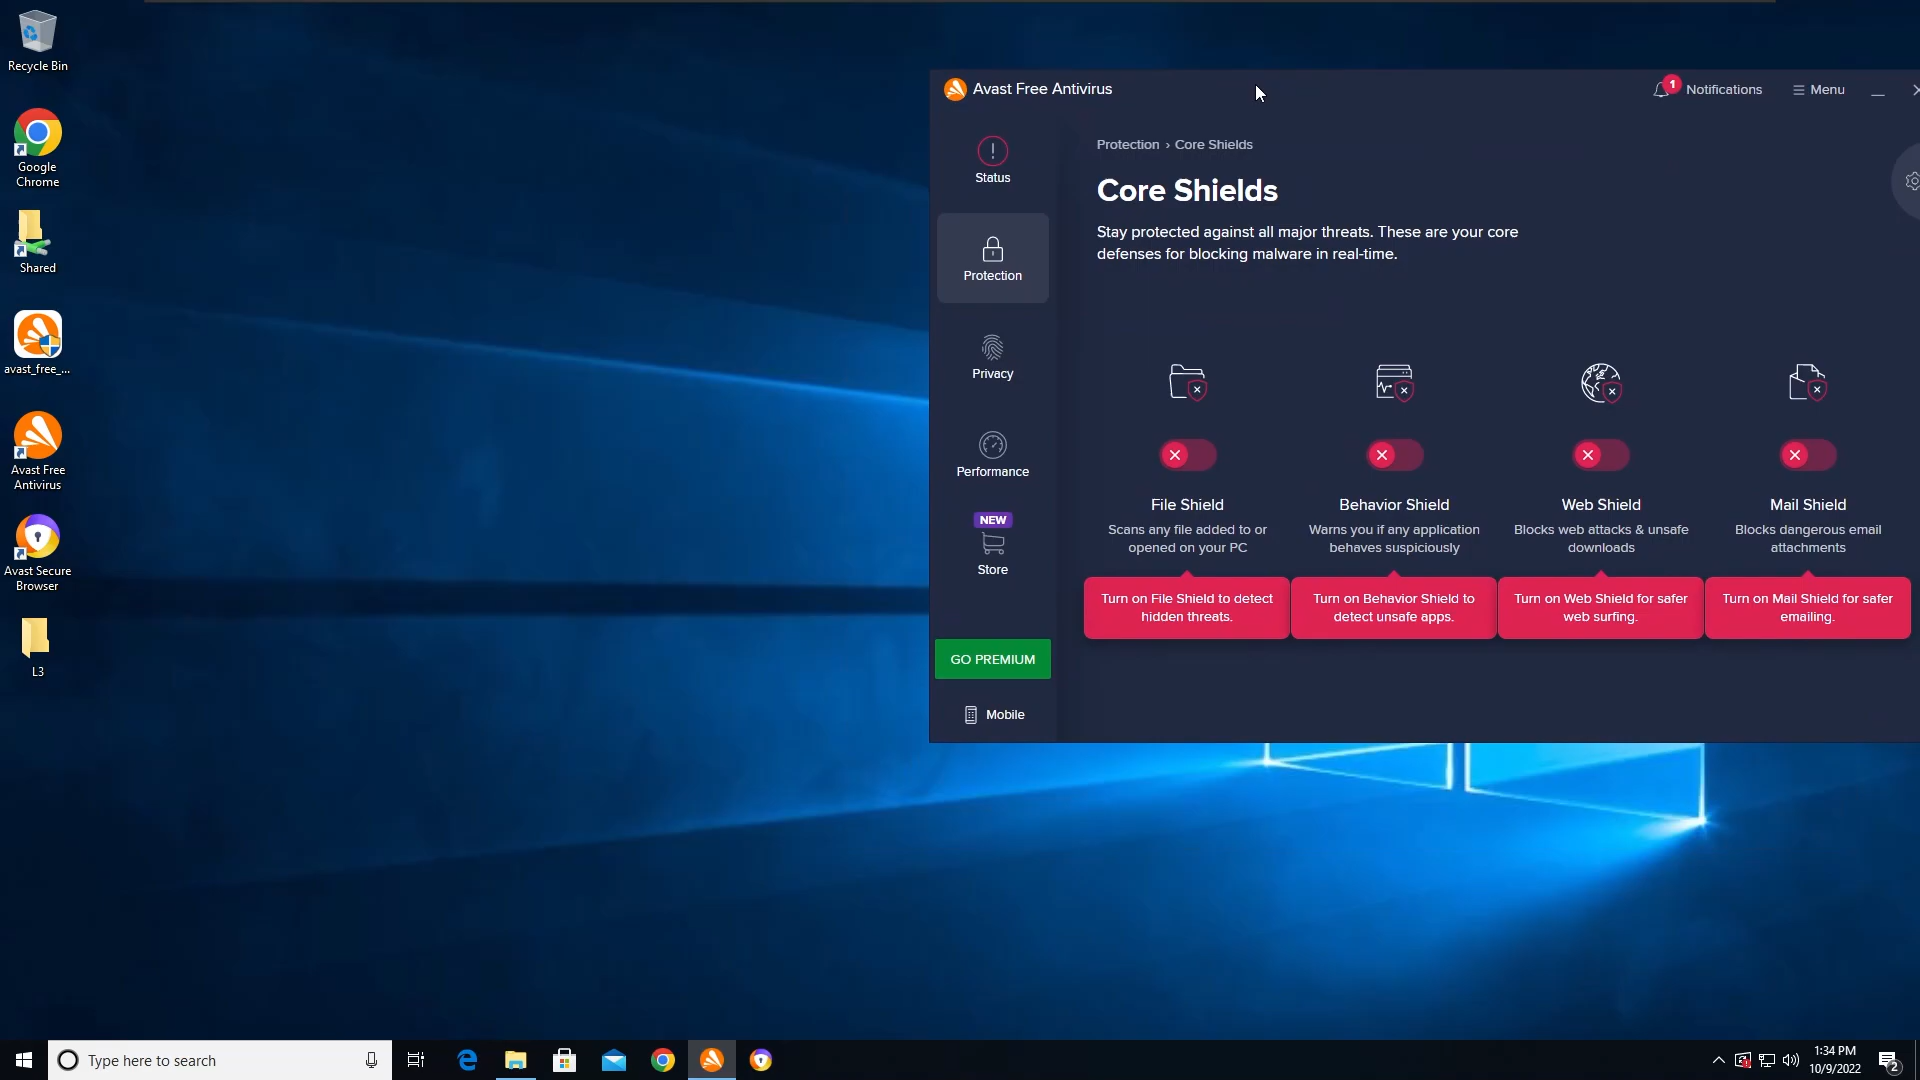 Recycle Bin
Google
Chrome
Shared
avast_free_...
Avast Free
Antivirus
Avast Secure
Browser
L3
Avast Free Antivirus
1
Notifications
Menu
Status
Protection
Privacy
Performance
NEW
Store
GO PREMIUM
Mobile
Protection › Core Shields
Core Shields
Stay protected against all major threats. These are your core
defenses for blocking malware in real-time.
File Shield
Scans any file added to or
opened on your PC
Turn on File Shield to detect
hidden threats.
Behavior Shield
Warns you if any application
behaves suspiciously
Turn on Behavior Shield to
detect unsafe apps.
Web Shield
Blocks web attacks & unsafe
downloads
Turn on Web Shield for safer
web surfing.
Mail Shield
Blocks dangerous email
attachments
Turn on Mail Shield for safer
emailing.
Type here to search
1:34 PM
10/9/2022
2